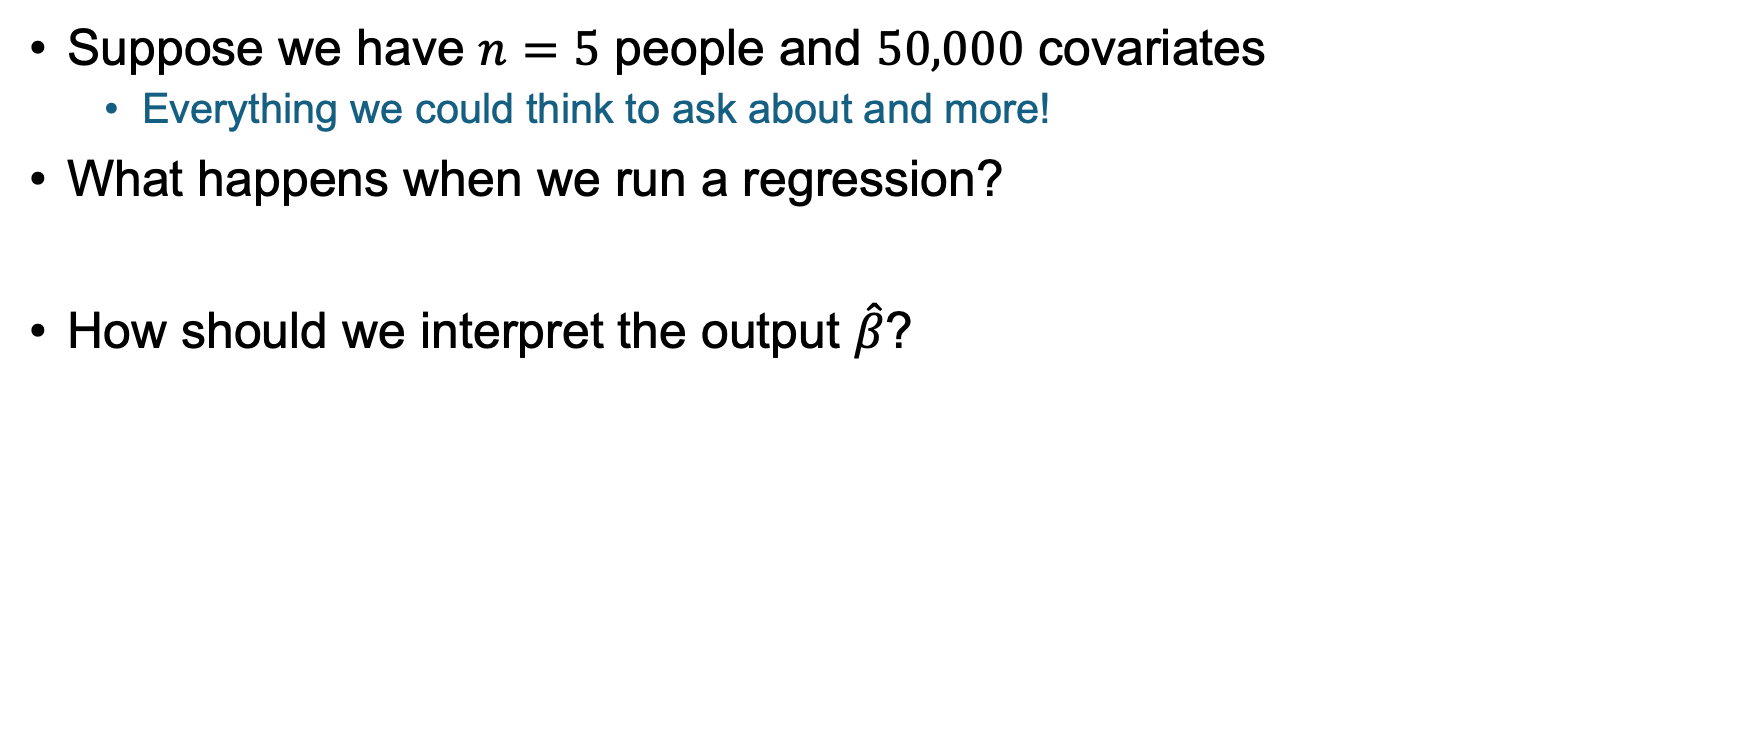 • Suppose we have n = 5 people and 50,000 covariates
• Everything we could think to ask about and more!
• What happens when we run a regression?
• How should we interpret the output β̂?